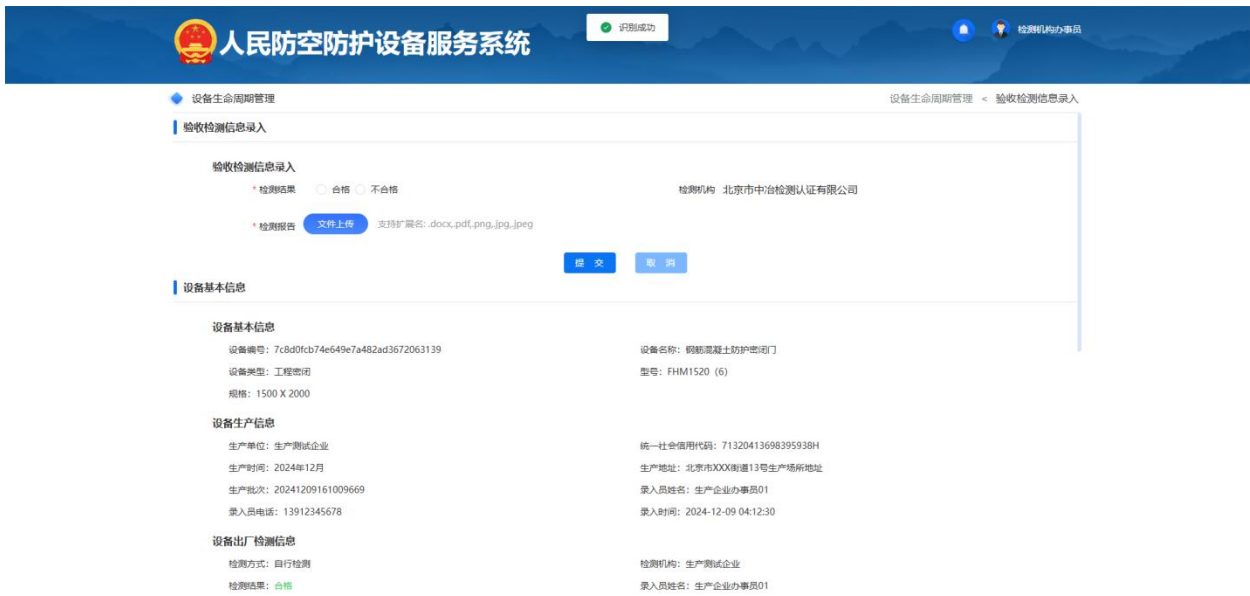 识别成功
人民防空防护设备服务系统
检测机构办事员
设备生命周期管理
设备生命周期管理 < 验收检测信息录入
验收检测信息录入
验收检测信息录入
* 检测结果 合格 不合格 检测机构 北京市中冶检测认证有限公司
* 检测报告 文件上传 支持扩展名: .docx,.pdf,.png,.jpg,.jpeg
提 交 取 消
设备基本信息
设备基本信息
设备编号：7c8d0fcb74e649e7a482ad3672063139 设备名称：钢筋混凝土防护密闭门
设备类型：工程密闭 型号：FHM1520（6）
规格：1500 X 2000
设备生产信息
生产单位：生产测试企业 统一社会信用代码：71320413698395938H
生产时间：2024年12月 生产地址：北京市XXX街道13号生产场所地址
生产批次：20241209161009669 录入员姓名：生产企业办事员01
录入员电话：13912345678 录入时间：2024-12-09 04:12:30
设备出厂检测信息
检测方式：自行检测 检测机构：生产测试企业
检测结果：合格 录入员姓名：生产企业办事员01